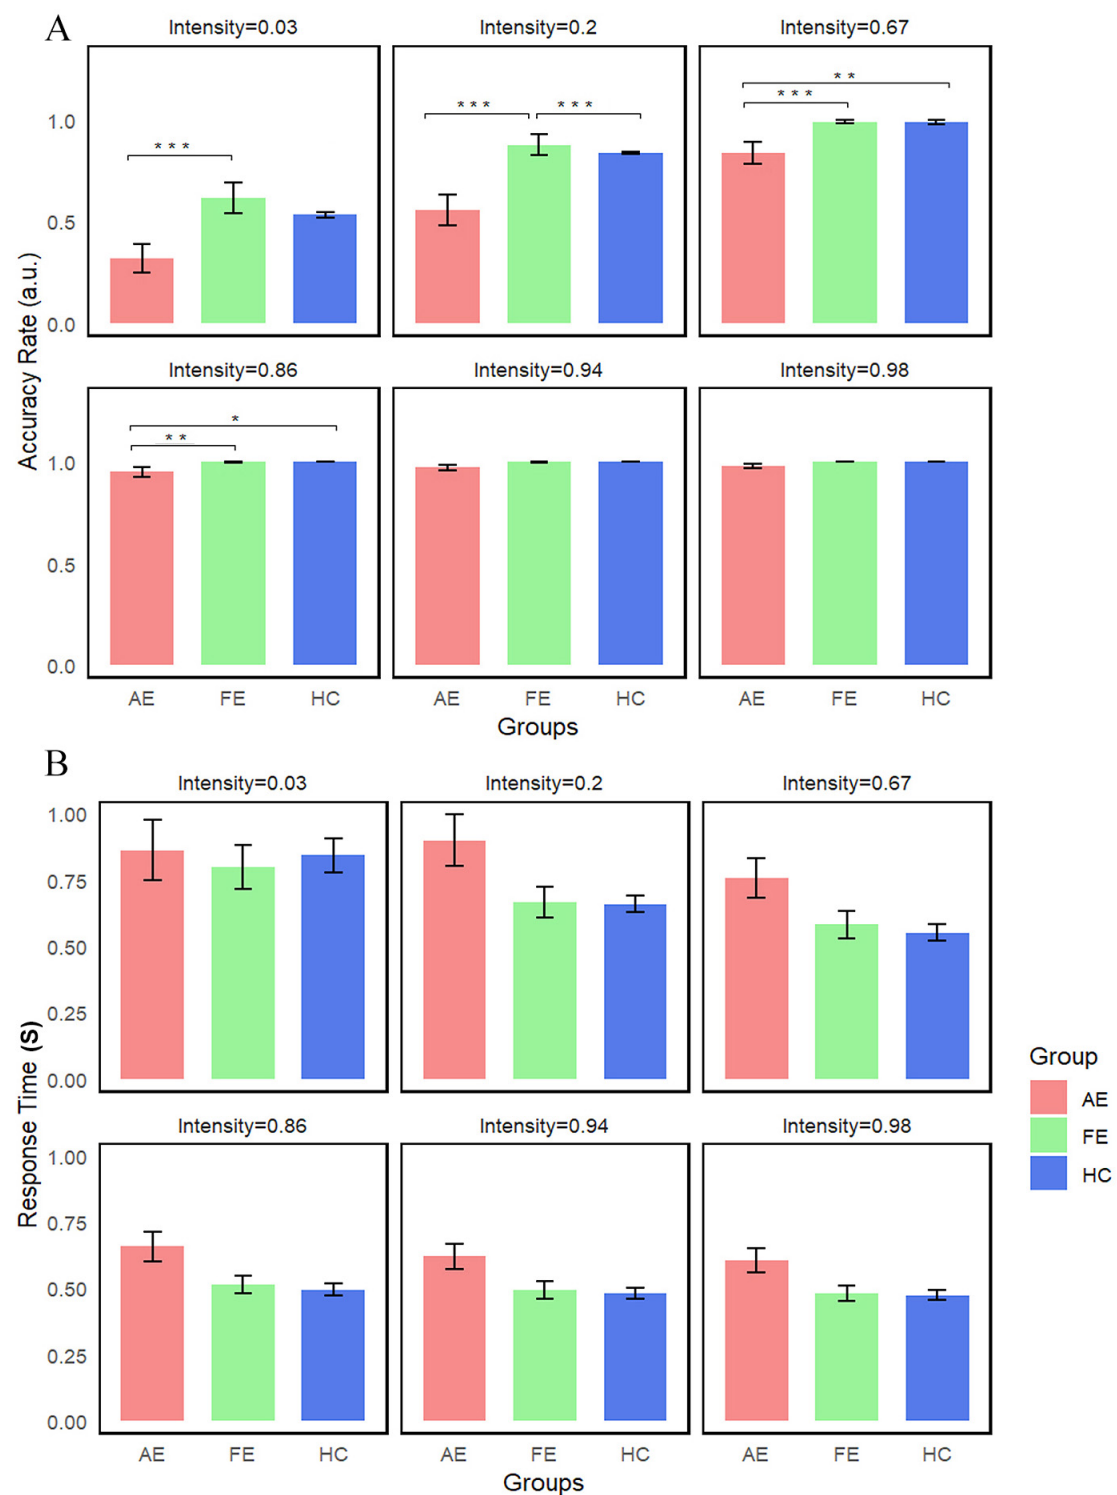 A
Intensity=0.03
Intensity=0.2
Intensity=0.67
* * *
* * *
* * *
* *
* * *
1.0
0.5
0.0
Accuracy Rate (a.u.)
Intensity=0.86
Intensity=0.94
Intensity=0.98
*
* *
1.0
0.5
0.0
AE FE HC
AE FE HC
AE FE HC
Groups
B
Intensity=0.03
Intensity=0.2
Intensity=0.67
1.00
0.75
0.50
0.25
0.00
Response Time (S)
Intensity=0.86
Intensity=0.94
Intensity=0.98
1.00
0.75
0.50
0.25
0.00
AE FE HC
AE FE HC
AE FE HC
Groups
Group
AE
FE
HC